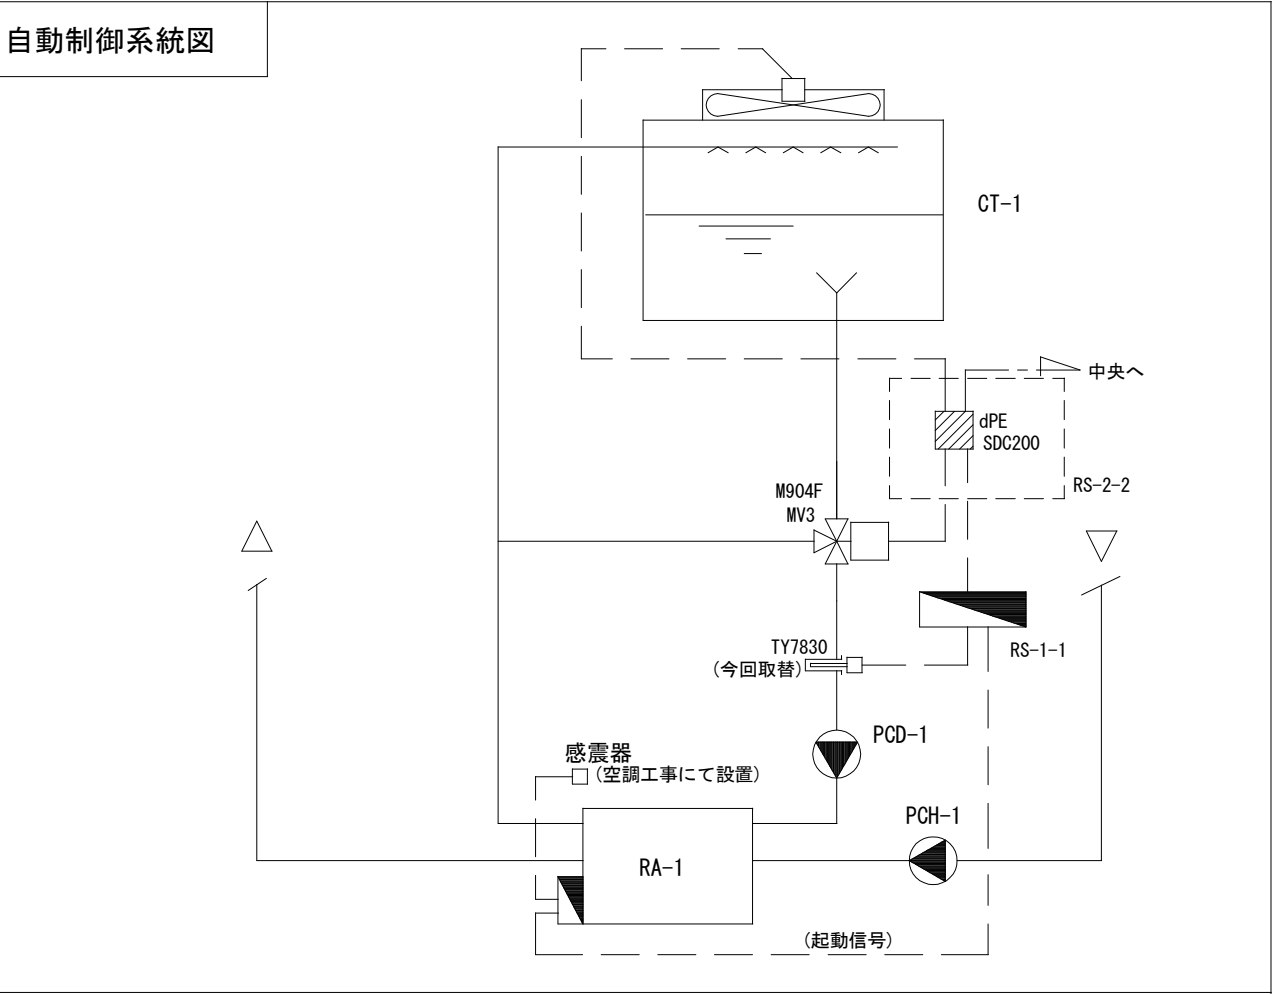 自動制御系統図
CT-1
中央へ
dPE
SDC200
RS-2-2
M904F
MV3
RS-1-1
TY7830
(今回取替)
PCD-1
感震器
(空調工事にて設置)
PCH-1
RA-1
(起動信号)